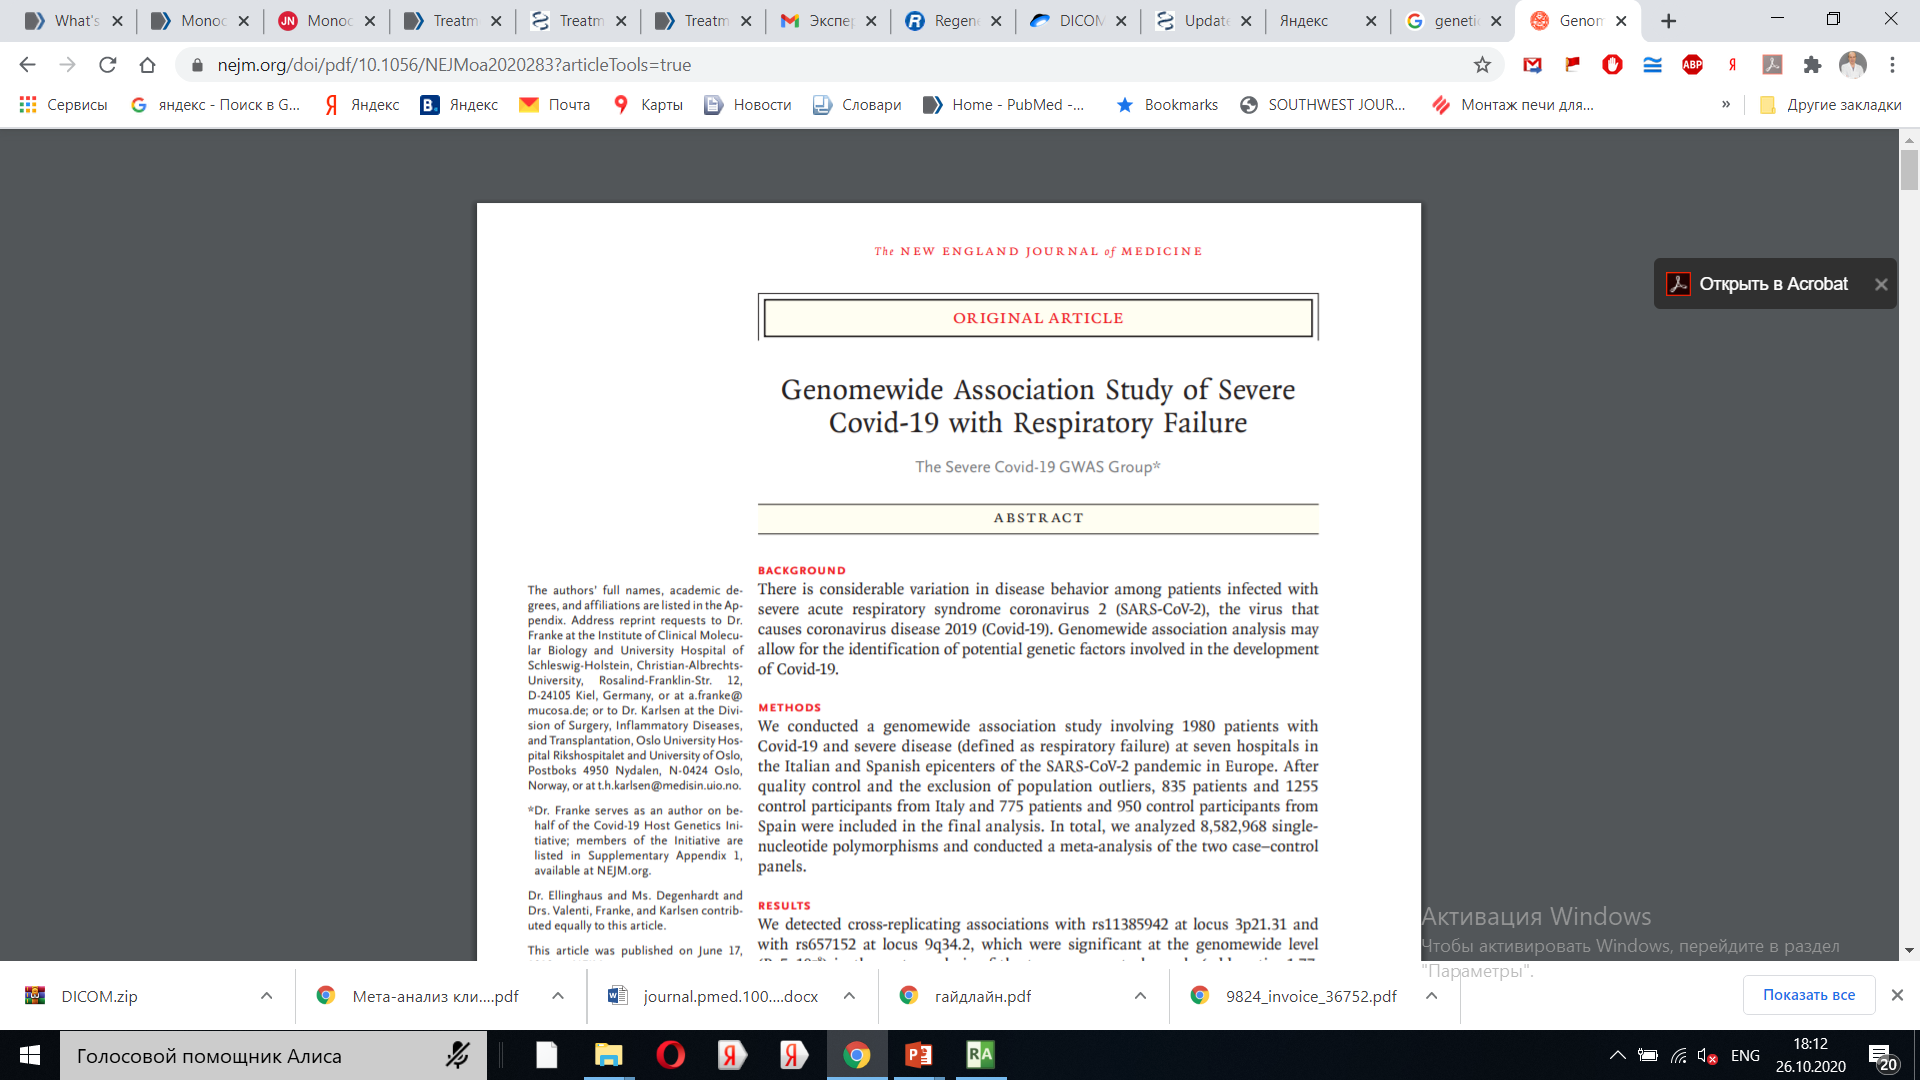 What's
Monoc
Monoc
Treatm
Treatm
Treatm
Экспер
Regene
DICOM
Update
Яндекс
geneti
Genom
nejm.org/doi/pdf/10.1056/NEJMoa2020283?articleTools=true
Сервисы
яндекс - Поиск в G...
Яндекс
Яндекс
Почта
Карты
Новости
Словари
Home - PubMed -...
Bookmarks
SOUTHWEST JOUR...
Монтаж печи для...
»
Другие закладки
The NEW ENGLAND JOURNAL of MEDICINE
Открыть в Acrobat
ORIGINAL ARTICLE
Genomewide Association Study of Severe
Covid-19 with Respiratory Failure
The Severe Covid-19 GWAS Group*
ABSTRACT
The authors' full names, academic de-
grees, and affiliations are listed in the Ap-
pendix. Address reprint requests to Dr.
Franke at the Institute of Clinical Molecu-
lar Biology and University Hospital of
Schleswig-Holstein, Christian-Albrechts-
University, Rosalind-Franklin-Str. 12,
D-24105 Kiel, Germany, or at a.franke@
mucosa.de; or to Dr. Karlsen at the Divi-
sion of Surgery, Inflammatory Diseases,
and Transplantation, Oslo University Hos-
pital Rikshospitalet and University of Oslo,
Postboks 4950 Nydalen, N-0424 Oslo,
Norway, or at t.h.karlsen@medisin.uio.no.
*Dr. Franke serves as an author on be-
half of the Covid-19 Host Genetics Ini-
tiative; members of the Initiative are
listed in Supplementary Appendix 1,
available at NEJM.org.
Dr. Ellinghaus and Ms. Degenhardt and
Drs. Valenti, Franke, and Karlsen contrib-
uted equally to this article.
This article was published on June 17,
BACKGROUND
There is considerable variation in disease behavior among patients infected with
severe acute respiratory syndrome coronavirus 2 (SARS-CoV-2), the virus that
causes coronavirus disease 2019 (Covid-19). Genomewide association analysis may
allow for the identification of potential genetic factors involved in the development
of Covid-19.
METHODS
We conducted a genomewide association study involving 1980 patients with
Covid-19 and severe disease (defined as respiratory failure) at seven hospitals in
the Italian and Spanish epicenters of the SARS-CoV-2 pandemic in Europe. After
quality control and the exclusion of population outliers, 835 patients and 1255
control participants from Italy and 775 patients and 950 control participants from
Spain were included in the final analysis. In total, we analyzed 8,582,968 single-
nucleotide polymorphisms and conducted a meta-analysis of the two case–control
panels.
RESULTS
We detected cross-replicating associations with rs11385942 at locus 3p21.31 and
with rs657152 at locus 9q34.2, which were significant at the genomewide level
Активация Windows
Чтобы активировать Windows, перейдите в раздел
"Параметры".
DICOM.zip
Мета-анализ кли....pdf
journal.pmed.100....docx
гайдлайн.pdf
9824_invoice_36752.pdf
Показать все
Голосовой помощник Алиса
ENG
18:12
26.10.2020
20